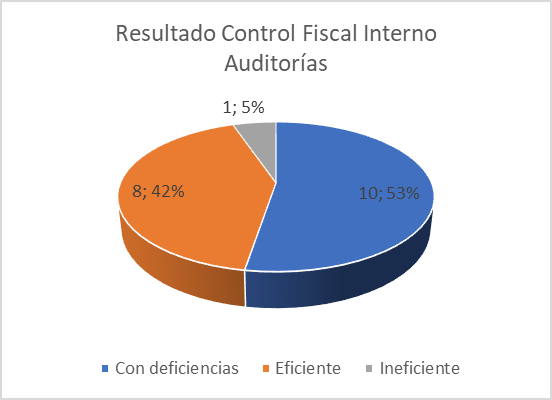 Resultado Control Fiscal Interno
Auditorías
1; 5%
8; 42%
10; 53%
Con deficiencias
Eficiente
Ineficiente